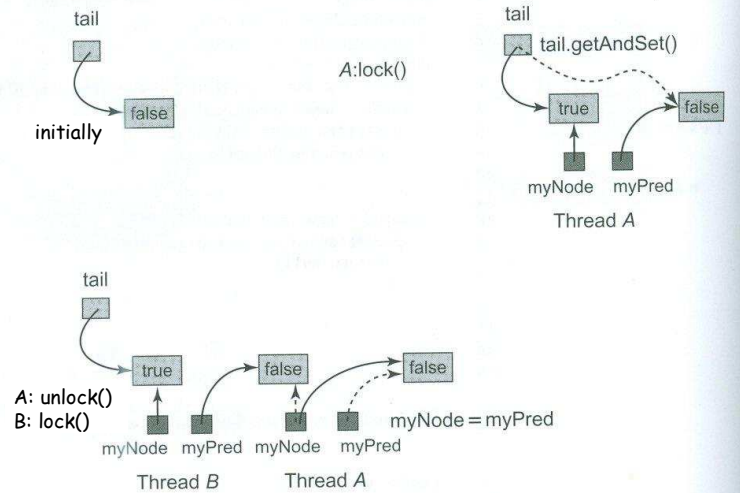 tail
false
initially
A:lock()
tail
tail.getAndSet()
true
false
myNode
myPred
Thread A
tail
true
false
false
A: unlock()
B: lock()
myNode
myPred
myNode
myPred
myNode = myPred
Thread B
Thread A